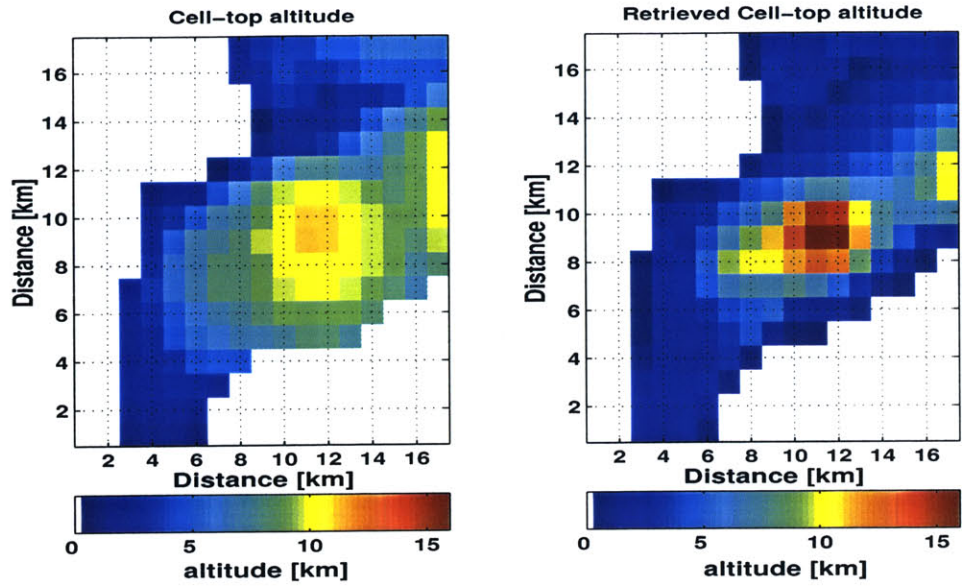 Cell-top altitude
Distance [km]
16
14
12
10
8
6
4
2
2 4 6 8 10 12 14 16
Distance [km]
0 5 10 15
altitude [km]
Retrieved Cell-top altitude
Distance [km]
16
14
12
10
8
6
4
2
2 4 6 8 10 12 14 16
Distance [km]
0 5 10 15
altitude [km]